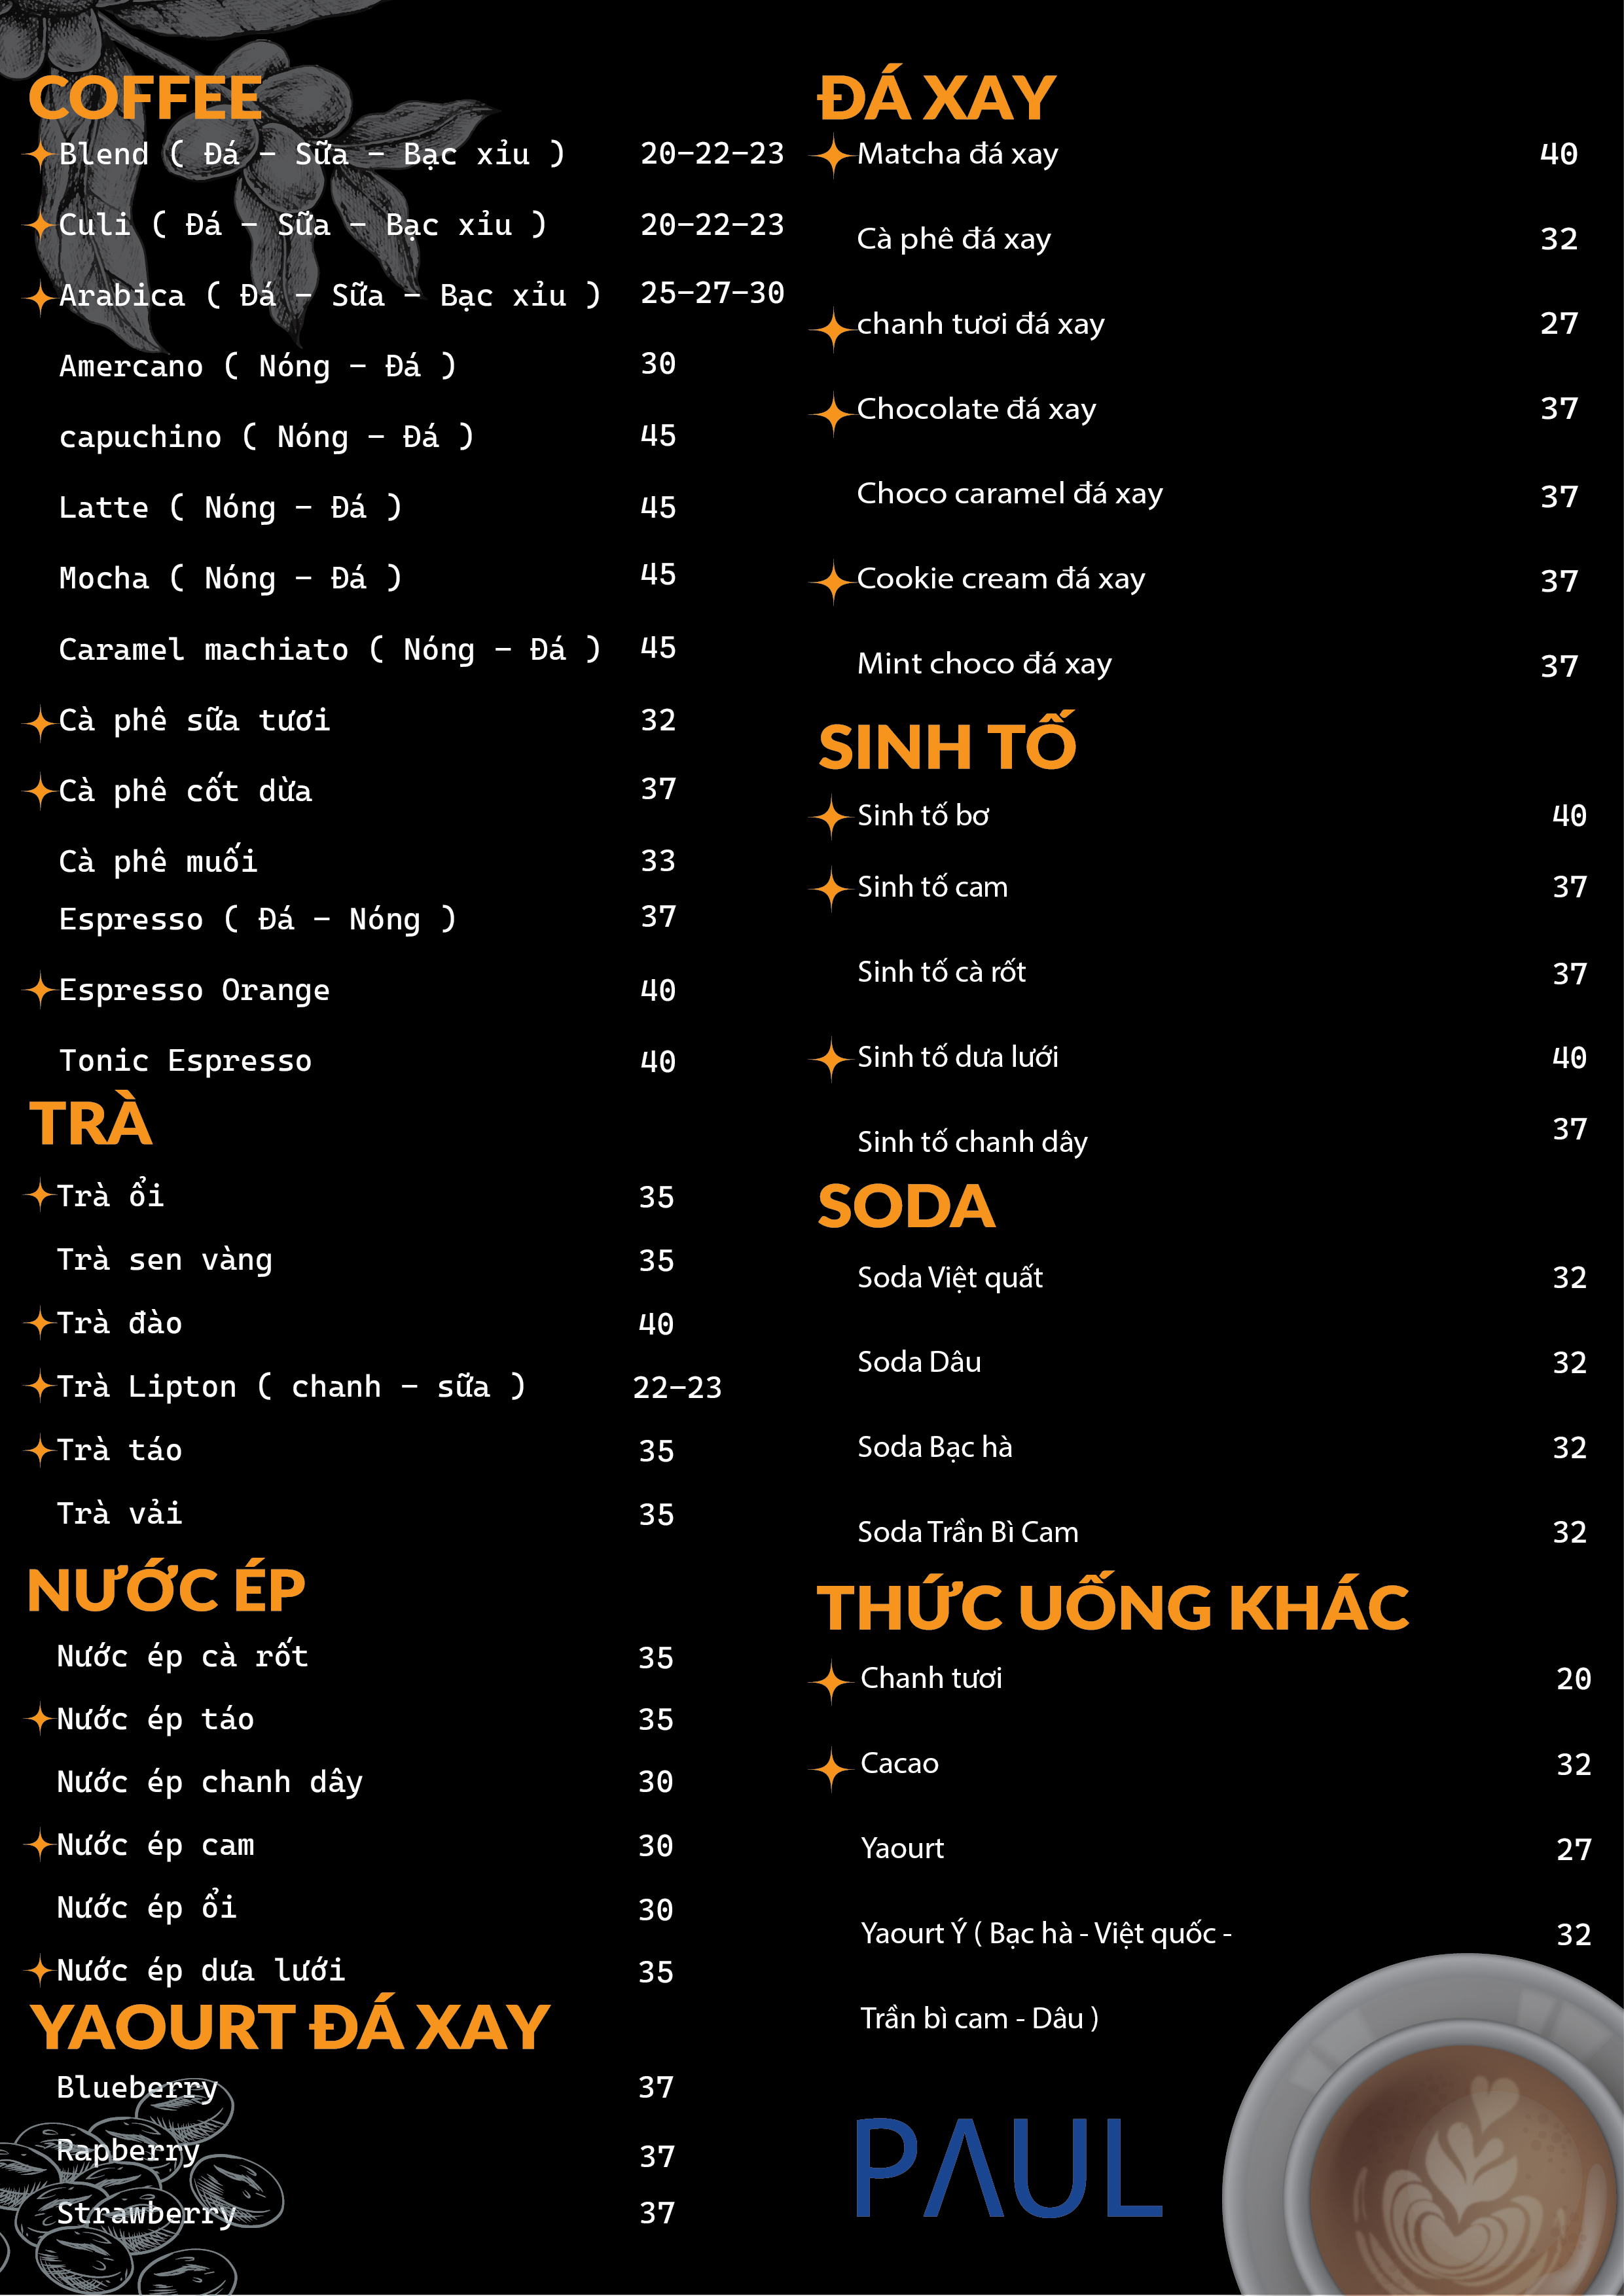 COFFEE
Blend ( Đá - Sữa - Bạc xỉu ) 20-22-23
Culi ( Đá - Sữa - Bạc xỉu ) 20-22-23
Arabica ( Đá - Sữa - Bạc xỉu ) 25-27-30
Amercano ( Nóng - Đá ) 30
capuchino ( Nóng - Đá ) 45
Latte ( Nóng - Đá ) 45
Mocha ( Nóng - Đá ) 45
Caramel machiato ( Nóng - Đá ) 45
Cà phê sữa tươi 32
Cà phê cốt dừa 37
Cà phê muối 33
Espresso ( Đá - Nóng ) 37
Espresso Orange 40
Tonic Espresso 40
TRÀ
Trà ổi 35
Trà sen vàng 35
Trà đào 40
Trà Lipton ( chanh - sữa ) 22-23
Trà táo 35
Trà vải 35
NƯỚC ÉP
Nước ép cà rốt 35
Nước ép táo 35
Nước ép chanh dây 30
Nước ép cam 30
Nước ép ổi 30
Nước ép dưa lưới 35
YAOURT ĐÁ XAY
Blueberry 37
Rapberry 37
Strawberry 37
ĐÁ XAY
Matcha đá xay 40
Cà phê đá xay 32
chanh tươi đá xay 27
Chocolate đá xay 37
Choco caramel đá xay 37
Cookie cream đá xay 37
Mint choco đá xay 37
SINH TỐ
Sinh tố bơ 40
Sinh tố cam 37
Sinh tố cà rốt 37
Sinh tố dưa lưới 40
Sinh tố chanh dây 37
SODA
Soda Việt quất 32
Soda Dâu 32
Soda Bạc hà 32
Soda Trần Bì Cam 32
THỨC UỐNG KHÁC
Chanh tươi 20
Cacao 32
Yaourt 27
Yaourt Ý ( Bạc hà - Việt quốc - 32
Trần bì cam - Dâu )
PAUL